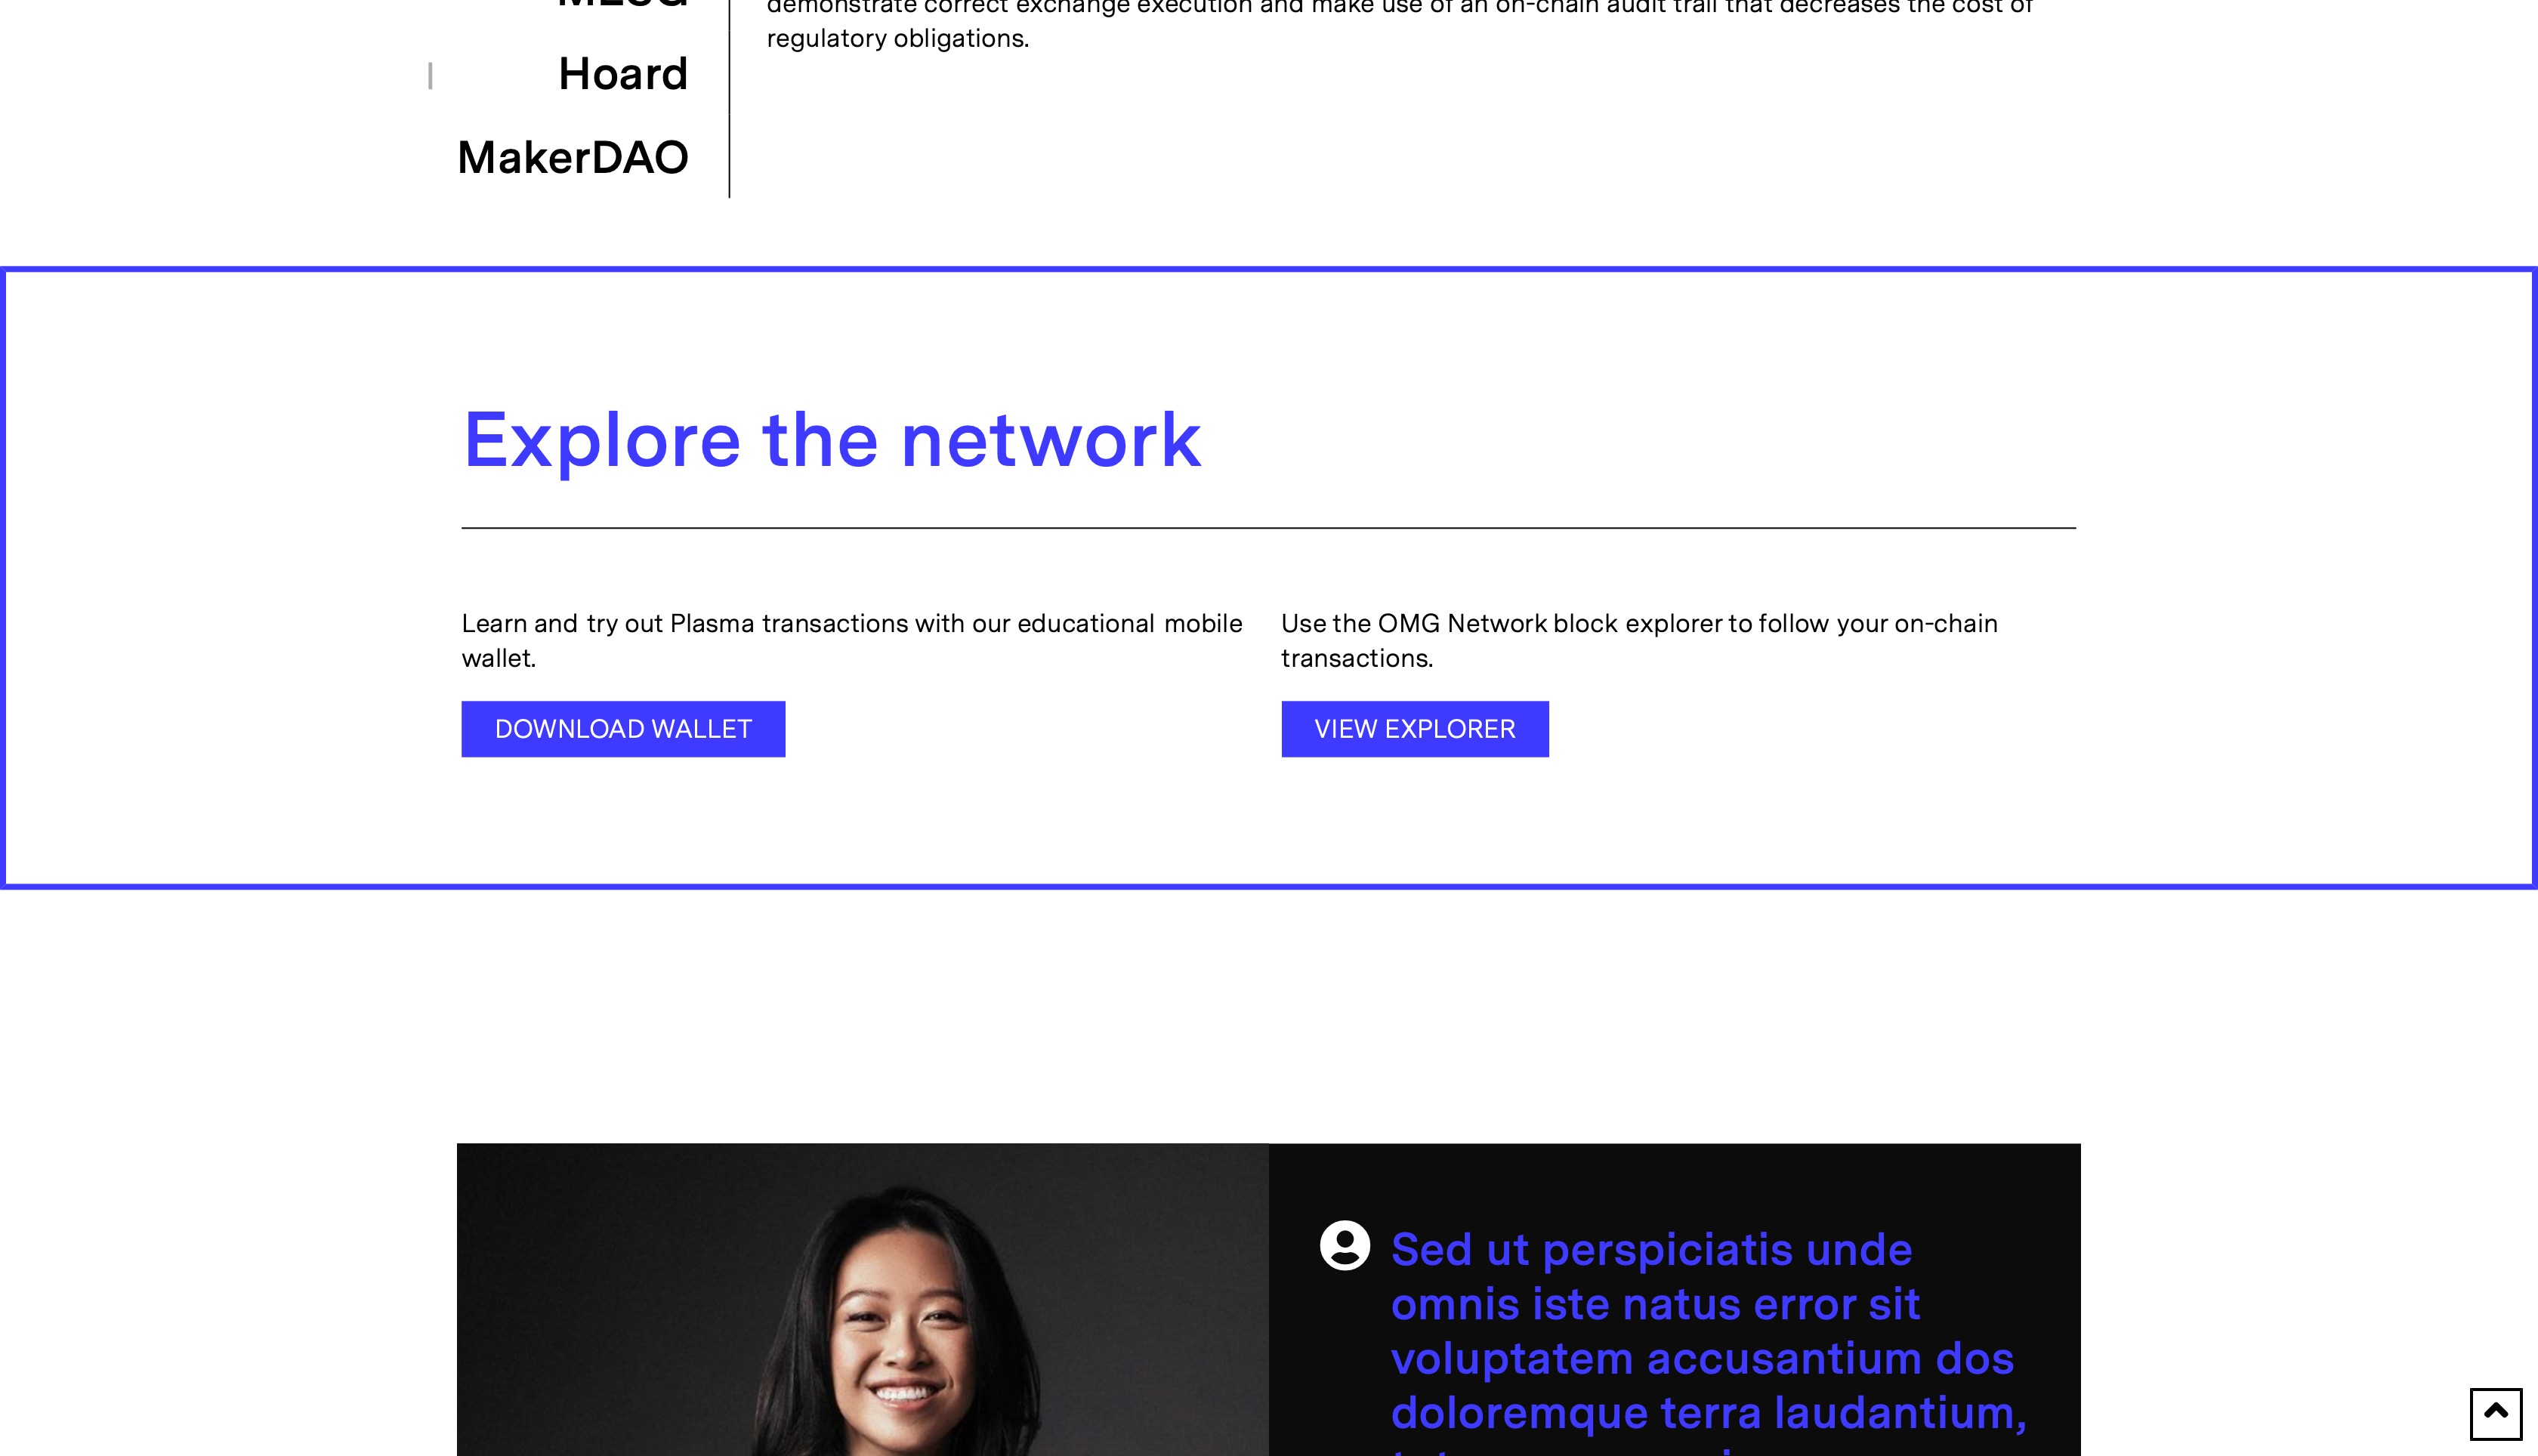 demonstrate correct exchange execution and make use of an on-chain audit trail that decreases the cost of
regulatory obligations.
Hoard
MakerDAO
Explore the network
Learn and try out Plasma transactions with our educational mobile
wallet.
DOWNLOAD WALLET
Use the OMG Network block explorer to follow your on-chain
transactions.
VIEW EXPLORER
Sed ut perspiciatis unde
omnis iste natus error sit
voluptatem accusantium dos
doloremque terra laudantium,